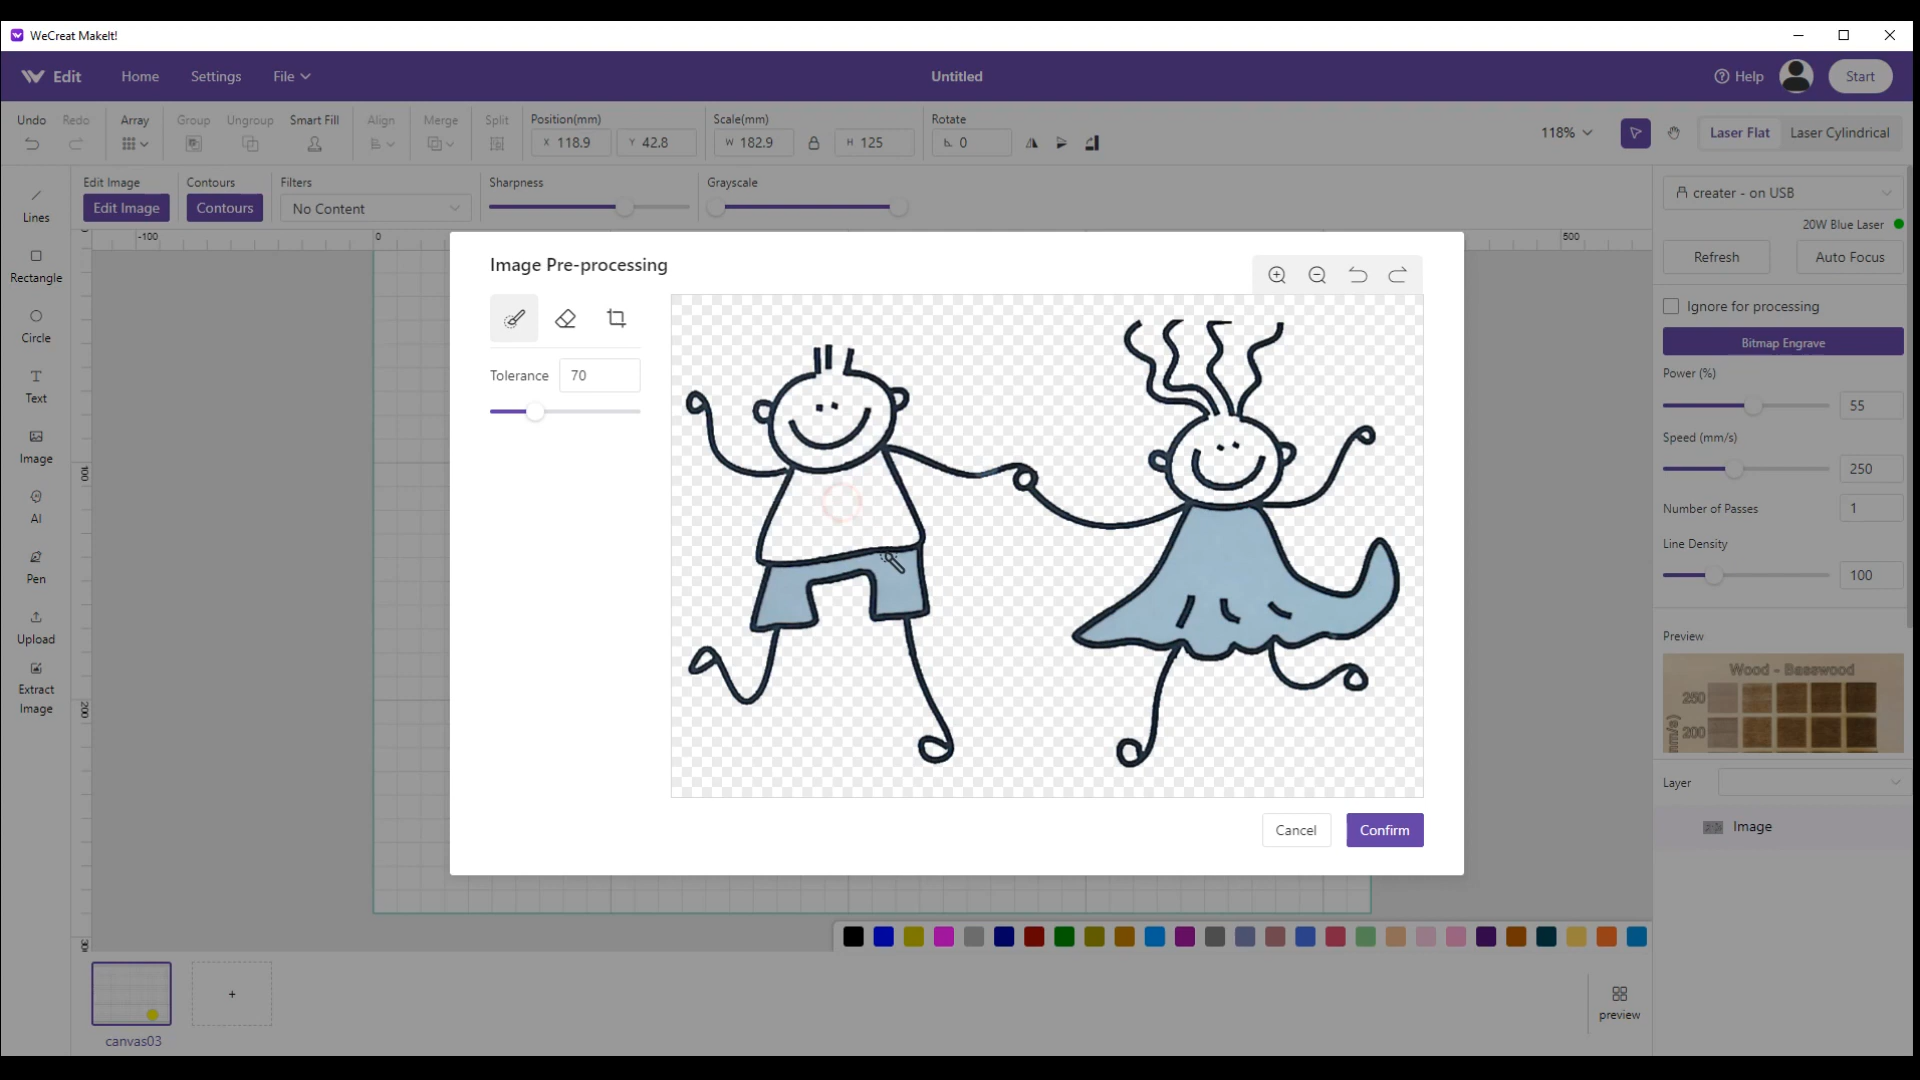 WeCreat MakeIt!
Edit Home Settings File Untitled Help Start
Undo Redo Array Group Ungroup Smart Fill Align Merge Split Position(mm) Scale(mm) Rotate
X 118.9 Y 42.8 W 182.9 H 125 0 118% Laser Flat Laser Cylindrical
Edit Image Contours Filters Sharpness Grayscale
Edit Image Contours No Content
creater - on USB
20W Blue Laser
Refresh Auto Focus
-100 0 500
100
200
Lines
Rectangle
Circle
Text
Image
AI
Pen
Upload
Extract
Image
Image Pre-processing
Tolerance 70
Cancel Confirm
Ignore for processing
Bitmap Engrave
Power (%)
55
Speed (mm/s)
250
Number of Passes 1
Line Density
100
Preview
Wood - Basswood
250
200
Layer
Image
canvas03
+
preview